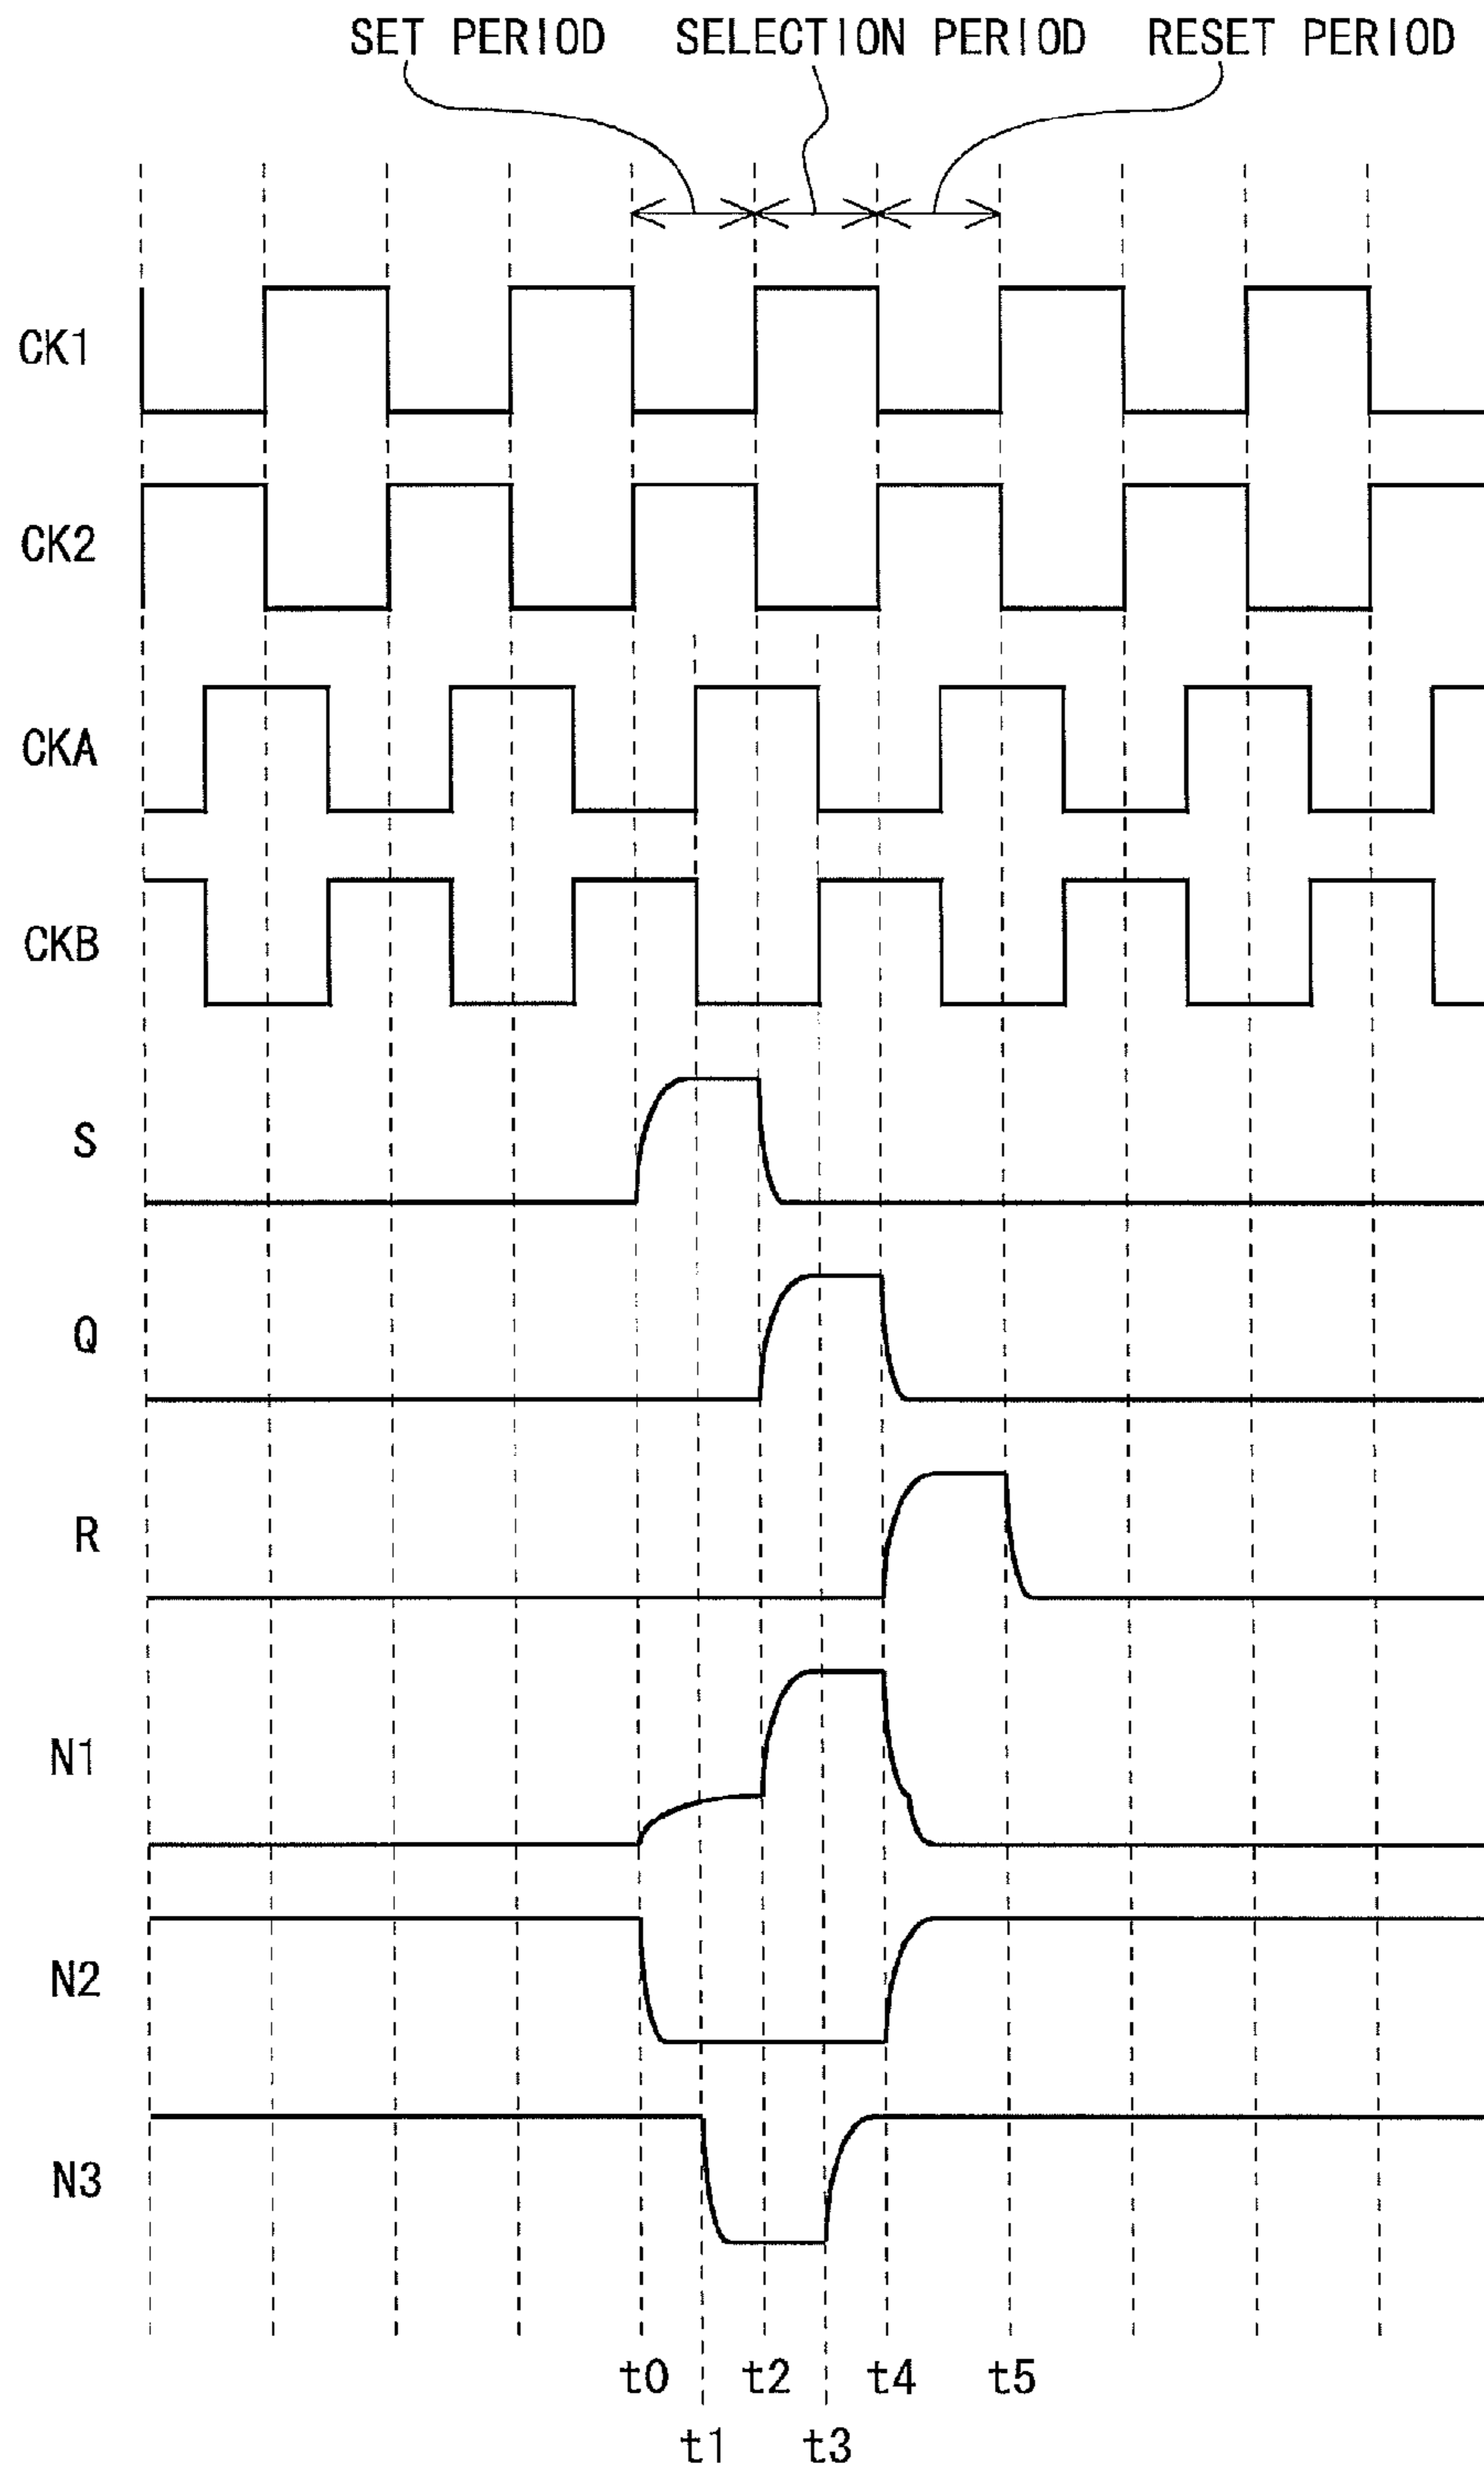 SET PERIOD SELECTION PERIOD RESET PERIOD
CK1
CK2
CKA
CKB
S
Q
R
N1
N2
N3
t0 t2 t4 t5
t1 t3